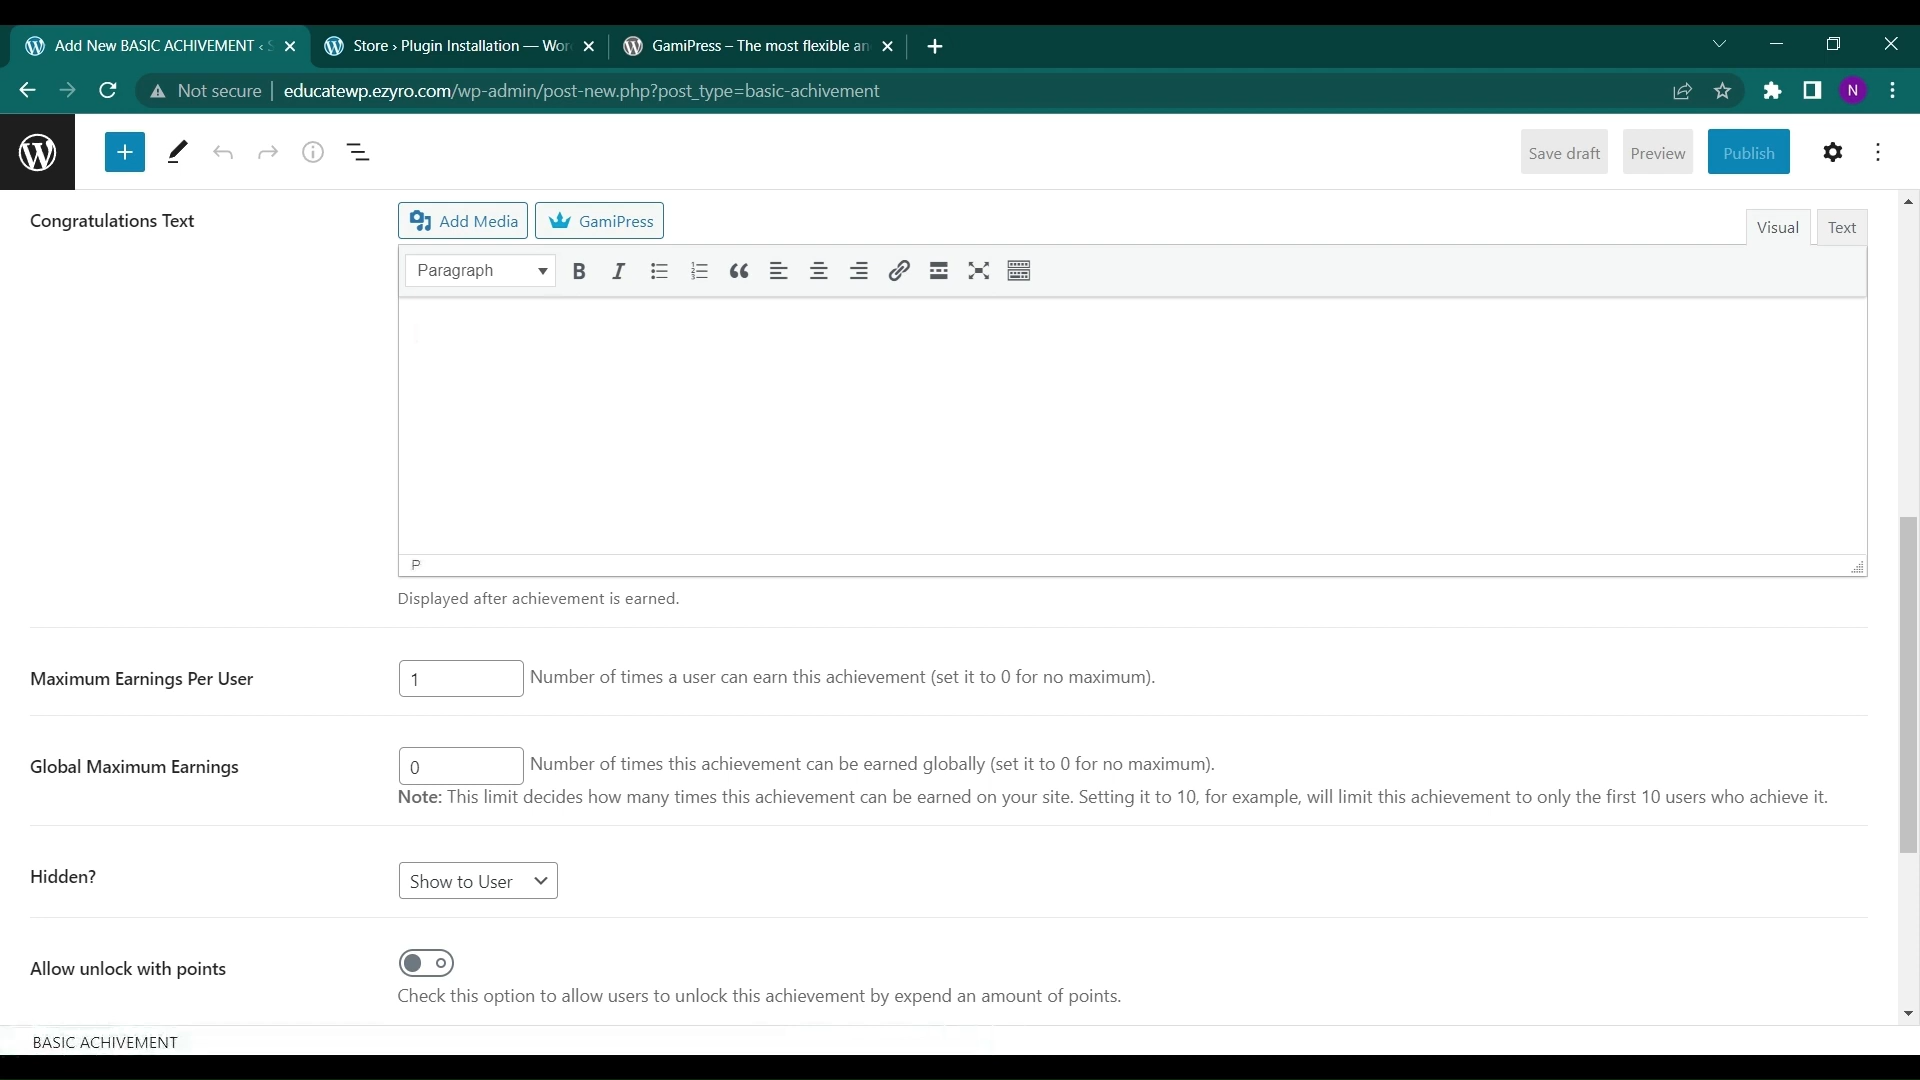 Add New BASIC ACHIVEMENT ‹
Store › Plugin Installation — Wor
GamiPress – The most flexible an
Not secure
educatewp.ezyro.com/wp-admin/post-new.php?post_type=basic-achivement
N
Save draft
Preview
Publish
Congratulations Text
Add Media
GamiPress
Visual
Text
Paragraph
P
Displayed after achievement is earned.
Maximum Earnings Per User
1
Number of times a user can earn this achievement (set it to 0 for no maximum).
Global Maximum Earnings
0
Number of times this achievement can be earned globally (set it to 0 for no maximum).
Note: This limit decides how many times this achievement can be earned on your site. Setting it to 10, for example, will limit this achievement to only the first 10 users who achieve it.
Hidden?
Show to User
Allow unlock with points
Check this option to allow users to unlock this achievement by expend an amount of points.
BASIC ACHIVEMENT